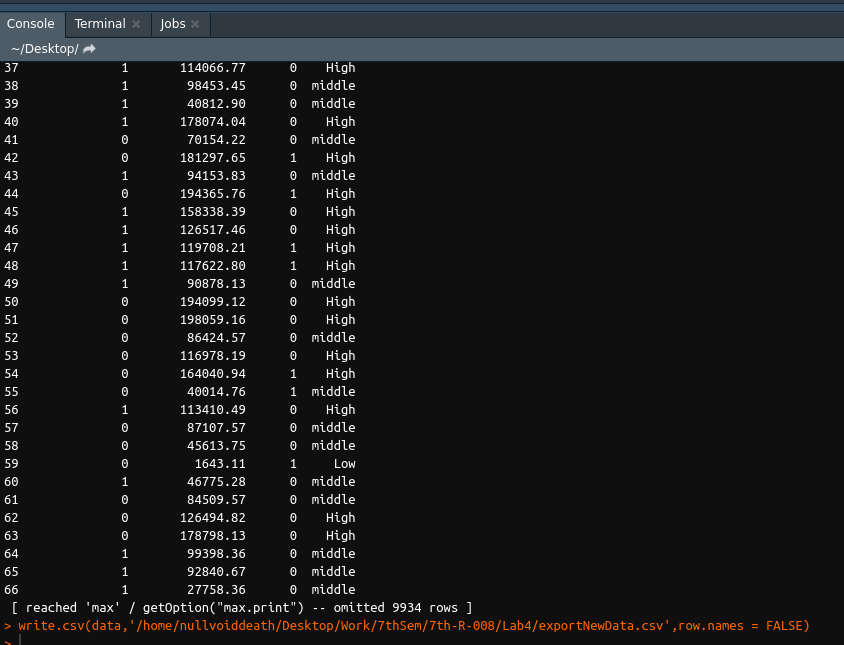 Console Terminal Jobs
~/Desktop/
37 1 114066.77 0 High
38 1 98453.45 0 middle
39 1 40812.90 0 middle
40 1 178074.04 0 High
41 0 70154.22 0 middle
42 0 181297.65 1 High
43 1 94153.83 0 middle
44 0 194365.76 1 High
45 1 158338.39 0 High
46 1 126517.46 0 High
47 1 119708.21 1 High
48 1 117622.80 1 High
49 1 90878.13 0 middle
50 0 194099.12 0 High
51 0 198059.16 0 High
52 0 86424.57 0 middle
53 0 116978.19 0 High
54 0 164040.94 1 High
55 0 40014.76 1 middle
56 1 113410.49 0 High
57 0 87107.57 0 middle
58 0 45613.75 0 middle
59 0 1643.11 1 Low
60 1 46775.28 0 middle
61 0 84509.57 0 middle
62 0 126494.82 0 High
63 0 178798.13 0 High
64 1 99398.36 0 middle
65 1 92840.67 0 middle
66 1 27758.36 0 middle
[ reached 'max' / getOption("max.print") -- omitted 9934 rows ]
> write.csv(data,'/home/nullvoiddeath/Desktop/Work/7thSem/7th-R-008/Lab4/exportNewData.csv',row.names = FALSE)
>